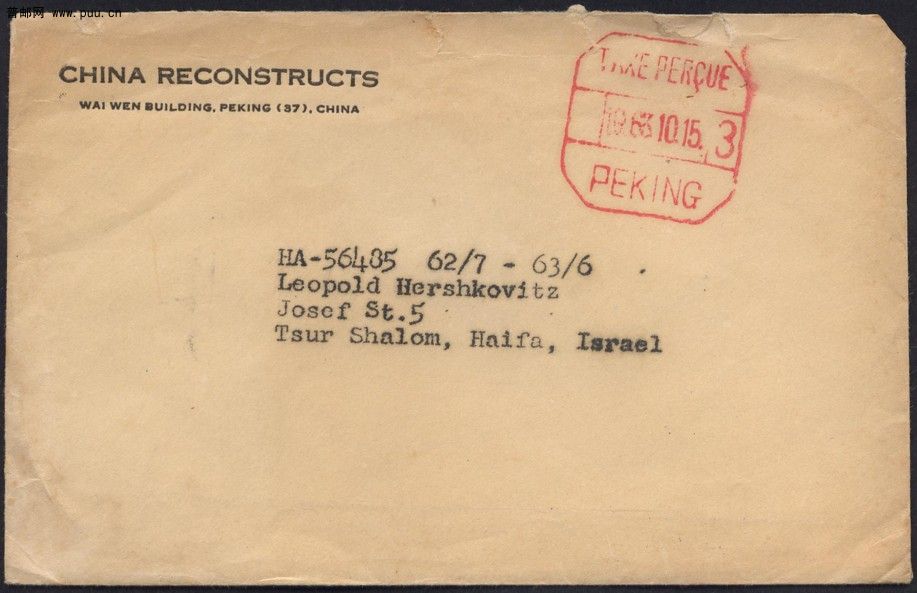 普邮网 www.puu.cn
CHINA RECONSTRUCTS
WAI WEN BUILDING, PEKING (37), CHINA
TAXE PERÇUE
1963.10.15. 3
PEKING
HA-56485 62/7 - 63/6
Leopold Hershkovitz
Josef St.5
Tsur Shalom, Haifa, Israel